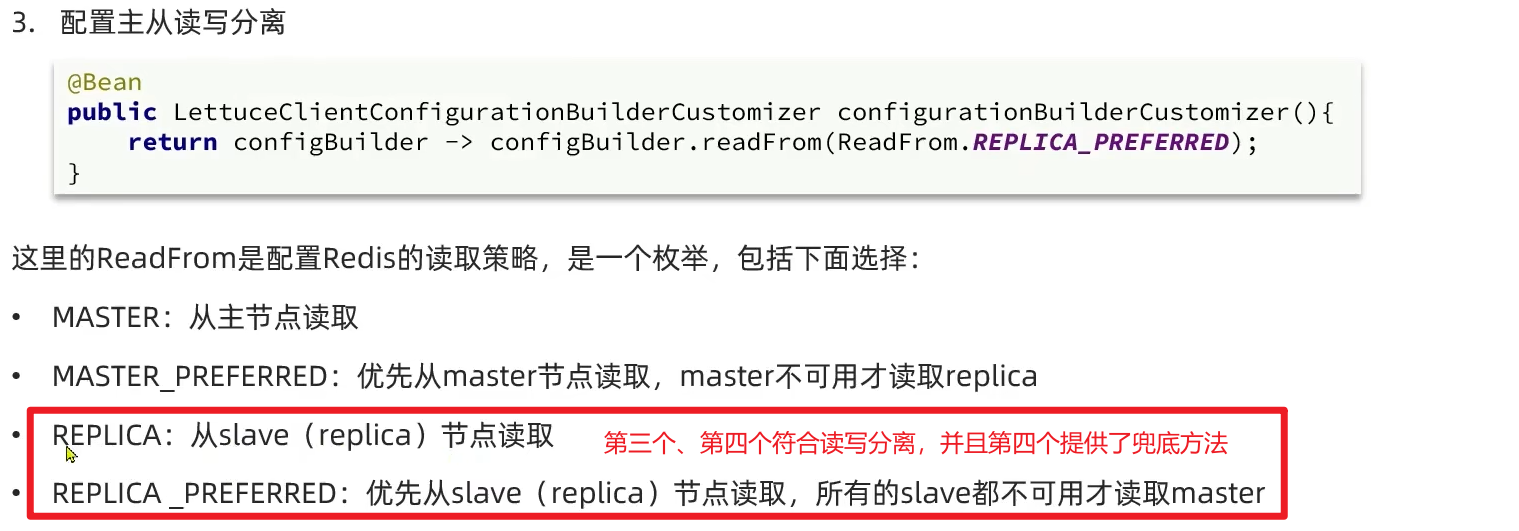 3. 配置主从读写分离
@Bean
public LettuceClientConfigurationBuilderCustomizer configurationBuilderCustomizer(){
    return configBuilder -> configBuilder.readFrom(ReadFrom.REPLICA_PREFERRED);
}
这里的ReadFrom是配置Redis的读取策略，是一个枚举，包括下面选择：
• MASTER：从主节点读取
• MASTER_PREFERRED：优先从master节点读取，master不可用才读取replica
• REPLICA：从slave（replica）节点读取 第三个、第四个符合读写分离，并且第四个提供了兜底方法
• REPLICA _PREFERRED：优先从slave（replica）节点读取，所有的slave都不可用才读取master